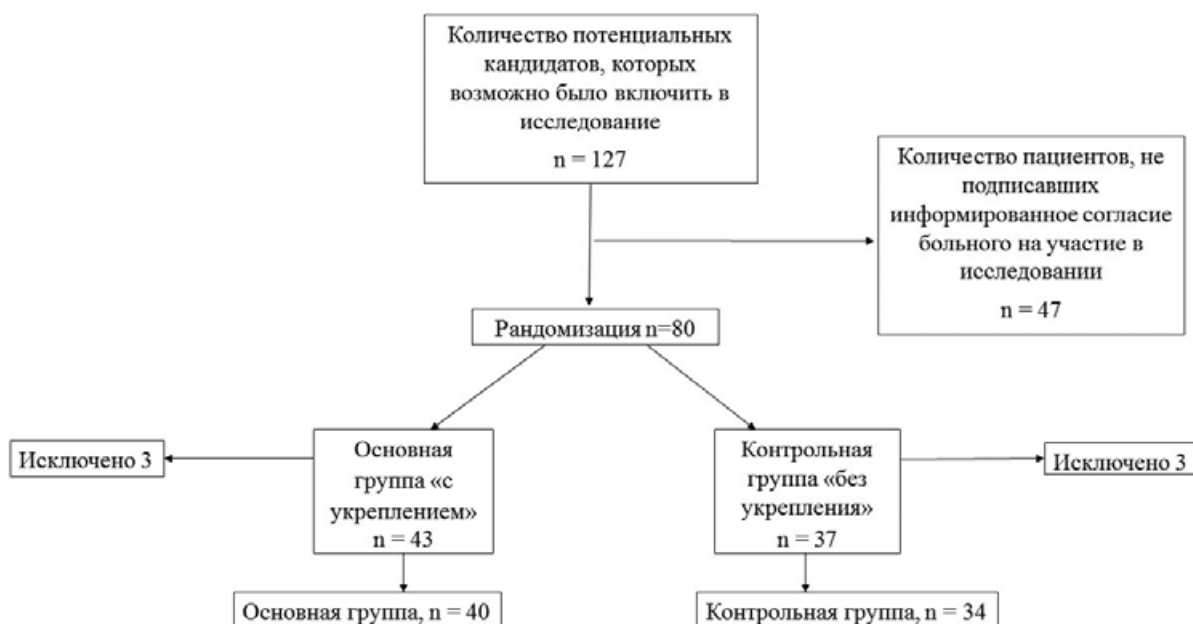 Количество потенциальных
кандидатов, которых
возможно было включить в
исследование
n = 127
Количество пациентов, не
подписавших
информированное согласие
больного на участие в
исследовании
n = 47
Рандомизация n=80
Исключено 3
Основная
группа «с
укреплением»
n = 43
Контрольная
группа «без
укрепления»
n = 37
Исключено 3
Основная группа, n = 40
Контрольная группа, n = 34